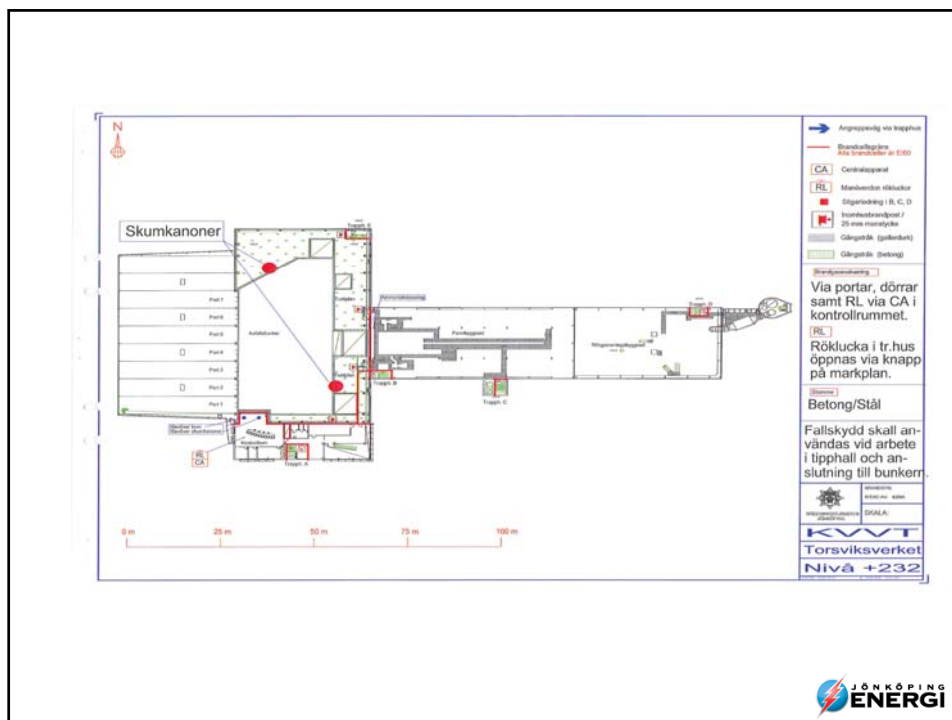 N
Skumkanoner
Port 7
Port 6
Port 5
Port 4
Port 3
Port 2
Port 1
Trapph. B
Trapph. C
Trapph. A
RL
CA
0 m
25 m
50 m
75 m
100 m
Angreppsväg via trapphus
Brandcellsgräns
Alla brandceller är EI60
CA Centralapparat
RL Manöverdon rökluckor
Stigarledning i B, C, D
Inomhusbrandpost /
25 mm munstycke
Gångstråk (gallerdurk)
Gångstråk (betong)
Via portar, dörrar
samt RL via CA i
kontrollrummet.
RL
Röklucka i tr.hus
öppnas via knapp
på markplan.
Stomme
Betong/Stål
Fallskydd skall an-
vändas vid arbete
i tipphall och an-
slutning till bunkern.
SKALA:
KVVT
Torsviksverket
Nivå +232
JÖNKÖPING
ENERGI